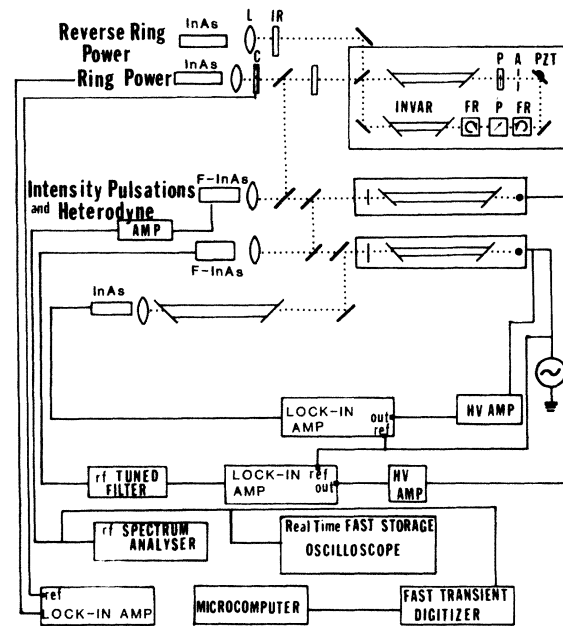 InAs
L
IR
Reverse Ring
Power
InAs
C
Ring Power
P
A
PZT
INVAR
FR
P
FR
F-InAs
Intensity Pulsations
and Heterodyne
AMP
F-InAs
InAs
LOCK-IN
AMP
out
ref
HV AMP
rf TUNED
FILTER
LOCK-IN
AMP
ref
out
HV
AMP
rf SPECTRUM
ANALYSER
Real Time FAST STORAGE
OSCILLOSCOPE
ref
LOCK-IN AMP
MICROCOMPUTER
FAST TRANSIENT
DIGITIZER